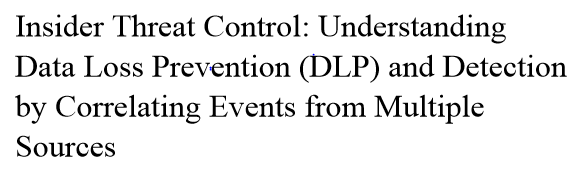 Insider Threat Control: Understanding
Data Loss Prevention (DLP) and Detection
by Correlating Events from Multiple
Sources